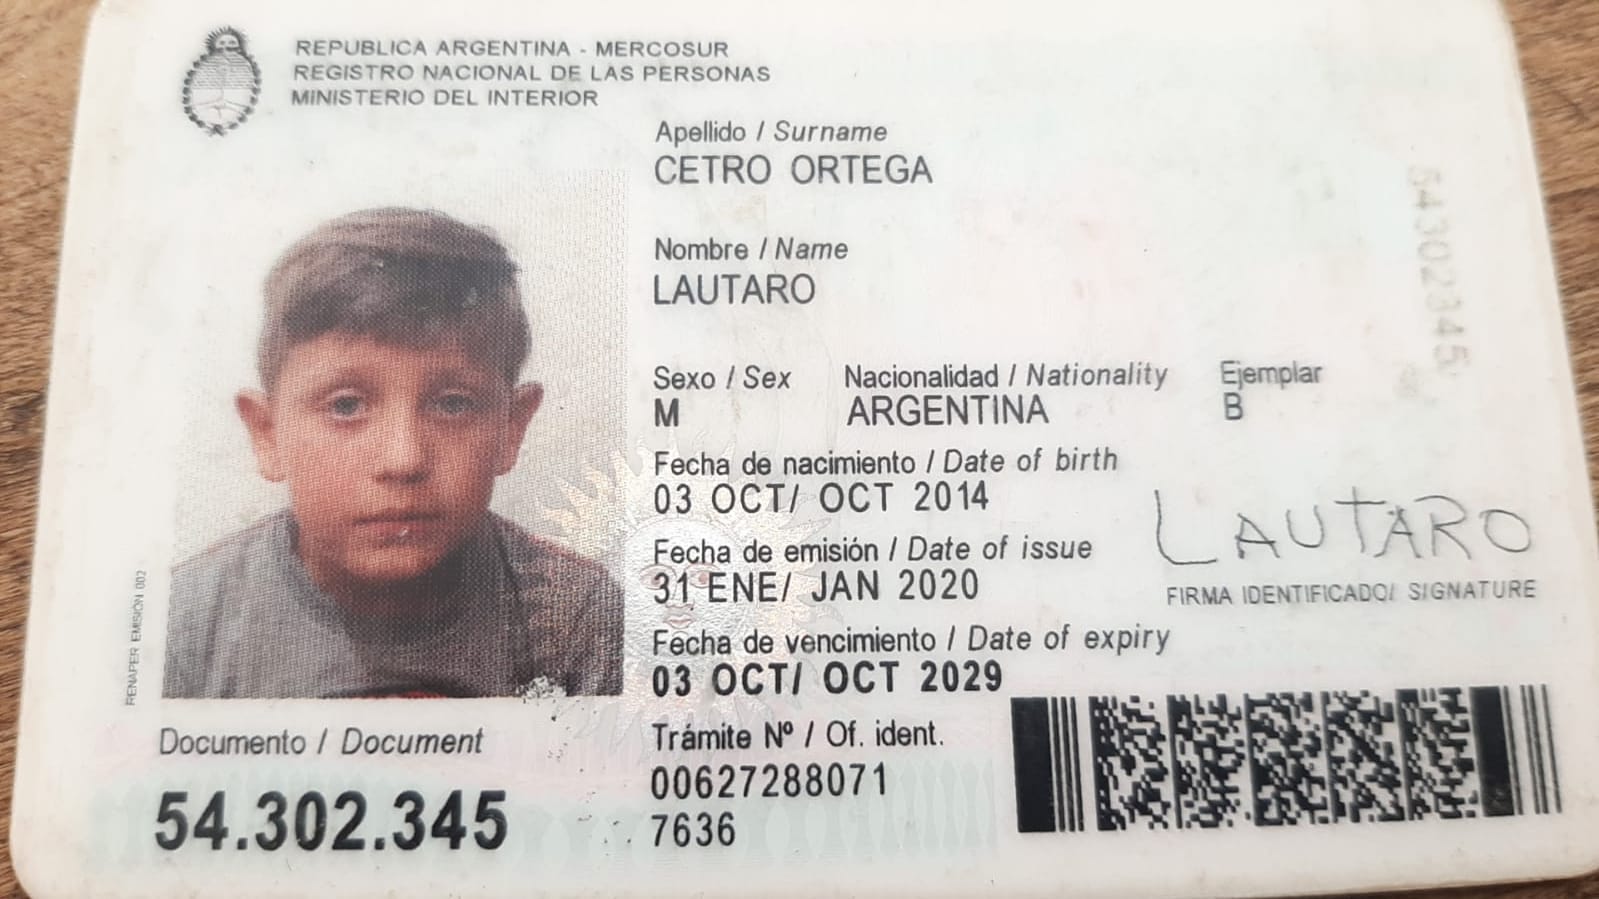 REPUBLICA ARGENTINA - MERCOSUR
REGISTRO NACIONAL DE LAS PERSONAS
MINISTERIO DEL INTERIOR
Apellido / Surname
CETRO ORTEGA
Nombre / Name
LAUTARO
Sexo / Sex Nacionalidad / Nationality Ejemplar
M ARGENTINA B
Fecha de nacimiento / Date of birth
03 OCT/ OCT 2014
Fecha de emisión / Date of issue
31 ENE/ JAN 2020
LAUTARO
FIRMA IDENTIFICADO/ SIGNATURE
Fecha de vencimiento / Date of expiry
03 OCT/ OCT 2029
Documento / Document
54.302.345
Trámite Nº / Of. ident.
00627288071
7636
54302345
RENAPER EMISIÓN 002